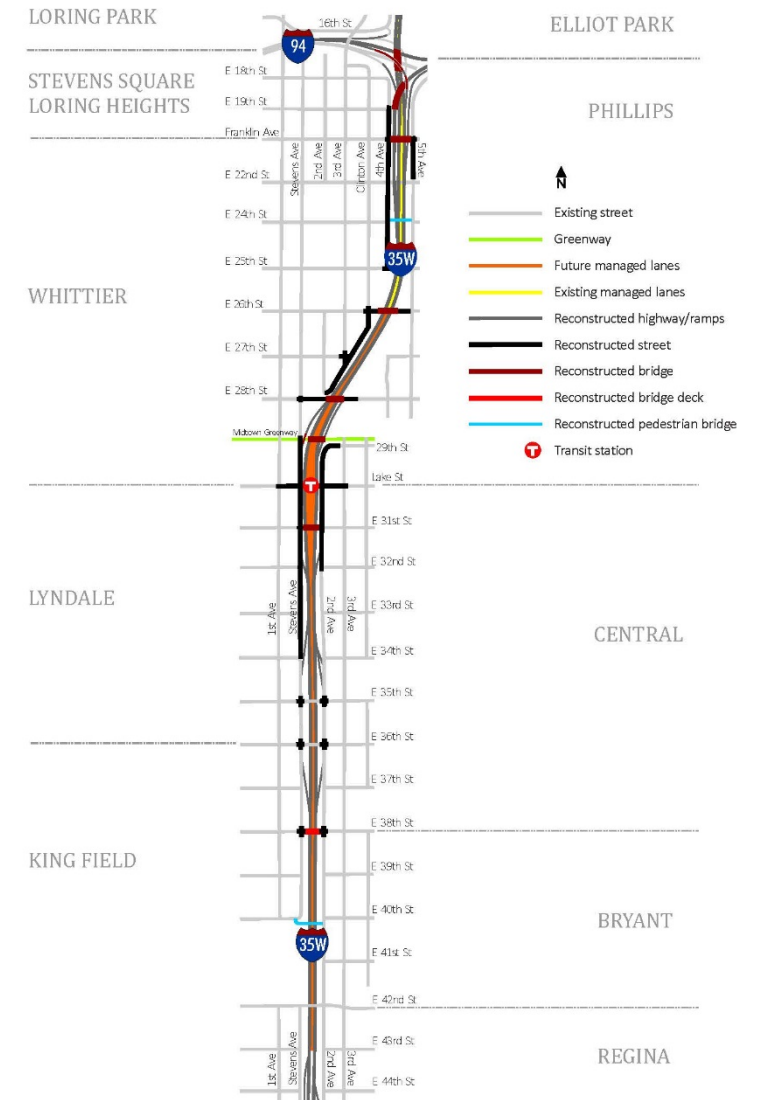 LORING PARK
ELLIOT PARK
16th St
94
E 18th St
STEVENS SQUARE
LORING HEIGHTS
E 19th St
PHILLIPS
Franklin Ave
Stevens Ave
2nd Ave
3rd Ave
Clinton Ave
4th Ave
5th Ave
E 22nd St
N
E 24th St
Existing street
Greenway
35W
E 25th St
Future managed lanes
WHITTIER
Existing managed lanes
E 26th St
Reconstructed highway/ramps
Reconstructed street
E 27th St
Reconstructed bridge
E 28th St
Reconstructed bridge deck
Reconstructed pedestrian bridge
Midtown Greenway
29th St
T
Transit station
Lake St
T
E 31st St
E 32nd St
LYNDALE
1st Ave
Stevens Ave
2nd Ave
3rd Ave
E 33rd St
CENTRAL
E 34th St
E 35th St
E 36th St
E 37th St
E 38th St
KING FIELD
E 39th St
E 40th St
BRYANT
35W
E 41st St
E 42nd St
1st Ave
Stevens Ave
2nd Ave
3rd Ave
E 43rd St
REGINA
E 44th St